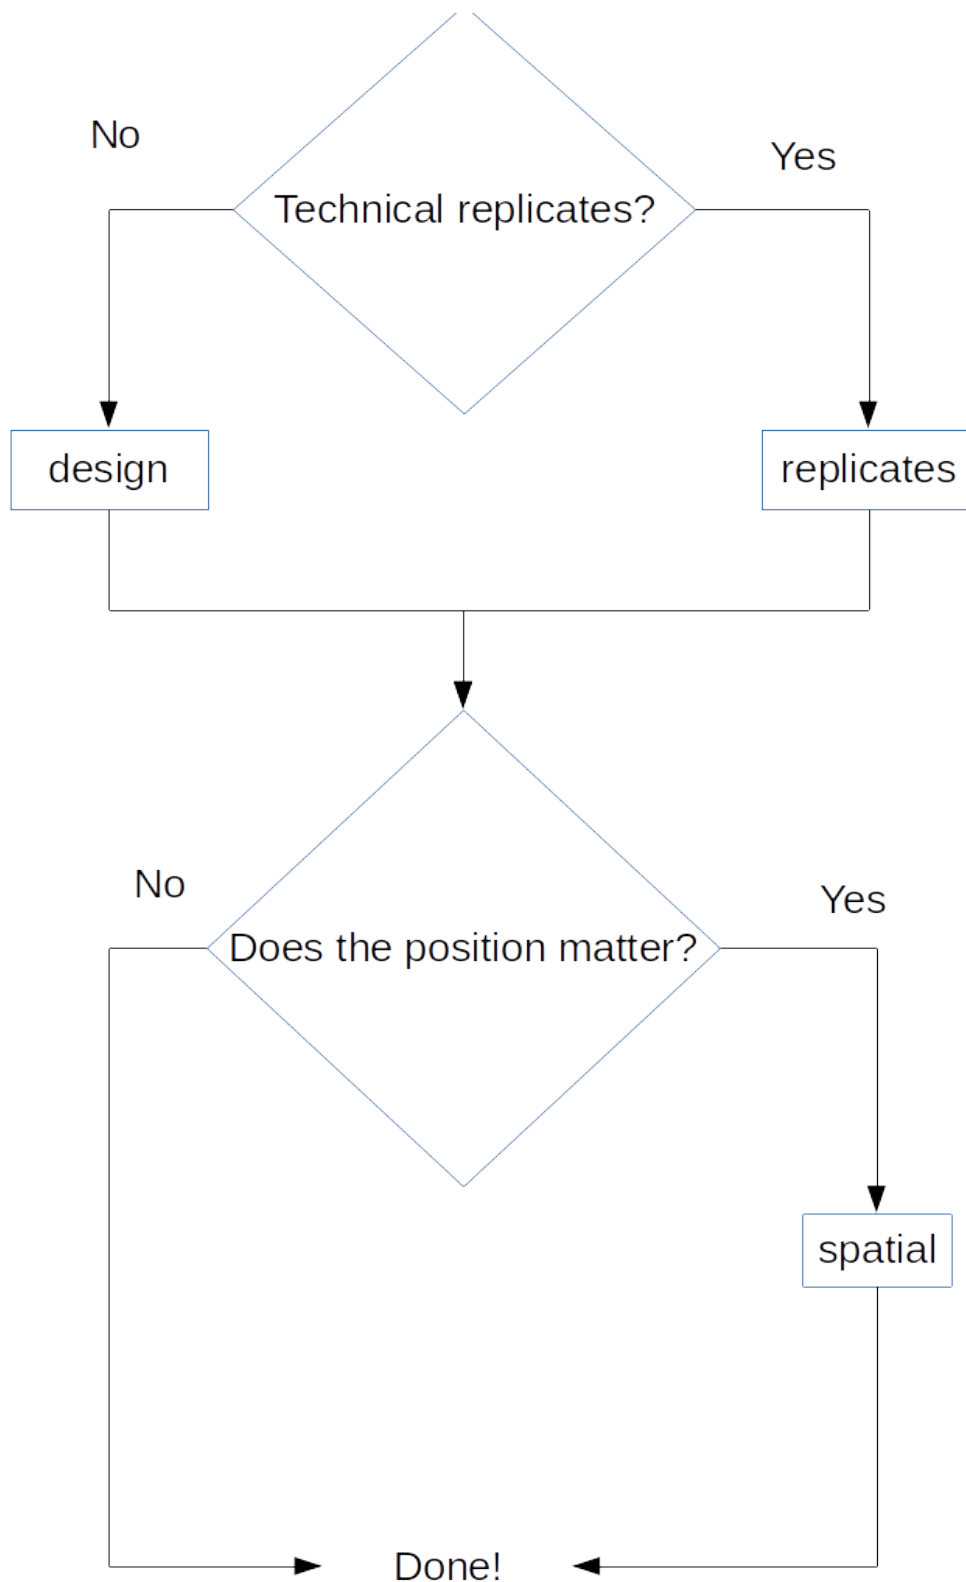 No
Yes
Technical replicates?
design
replicates
No
Yes
Does the position matter?
spatial
Done!